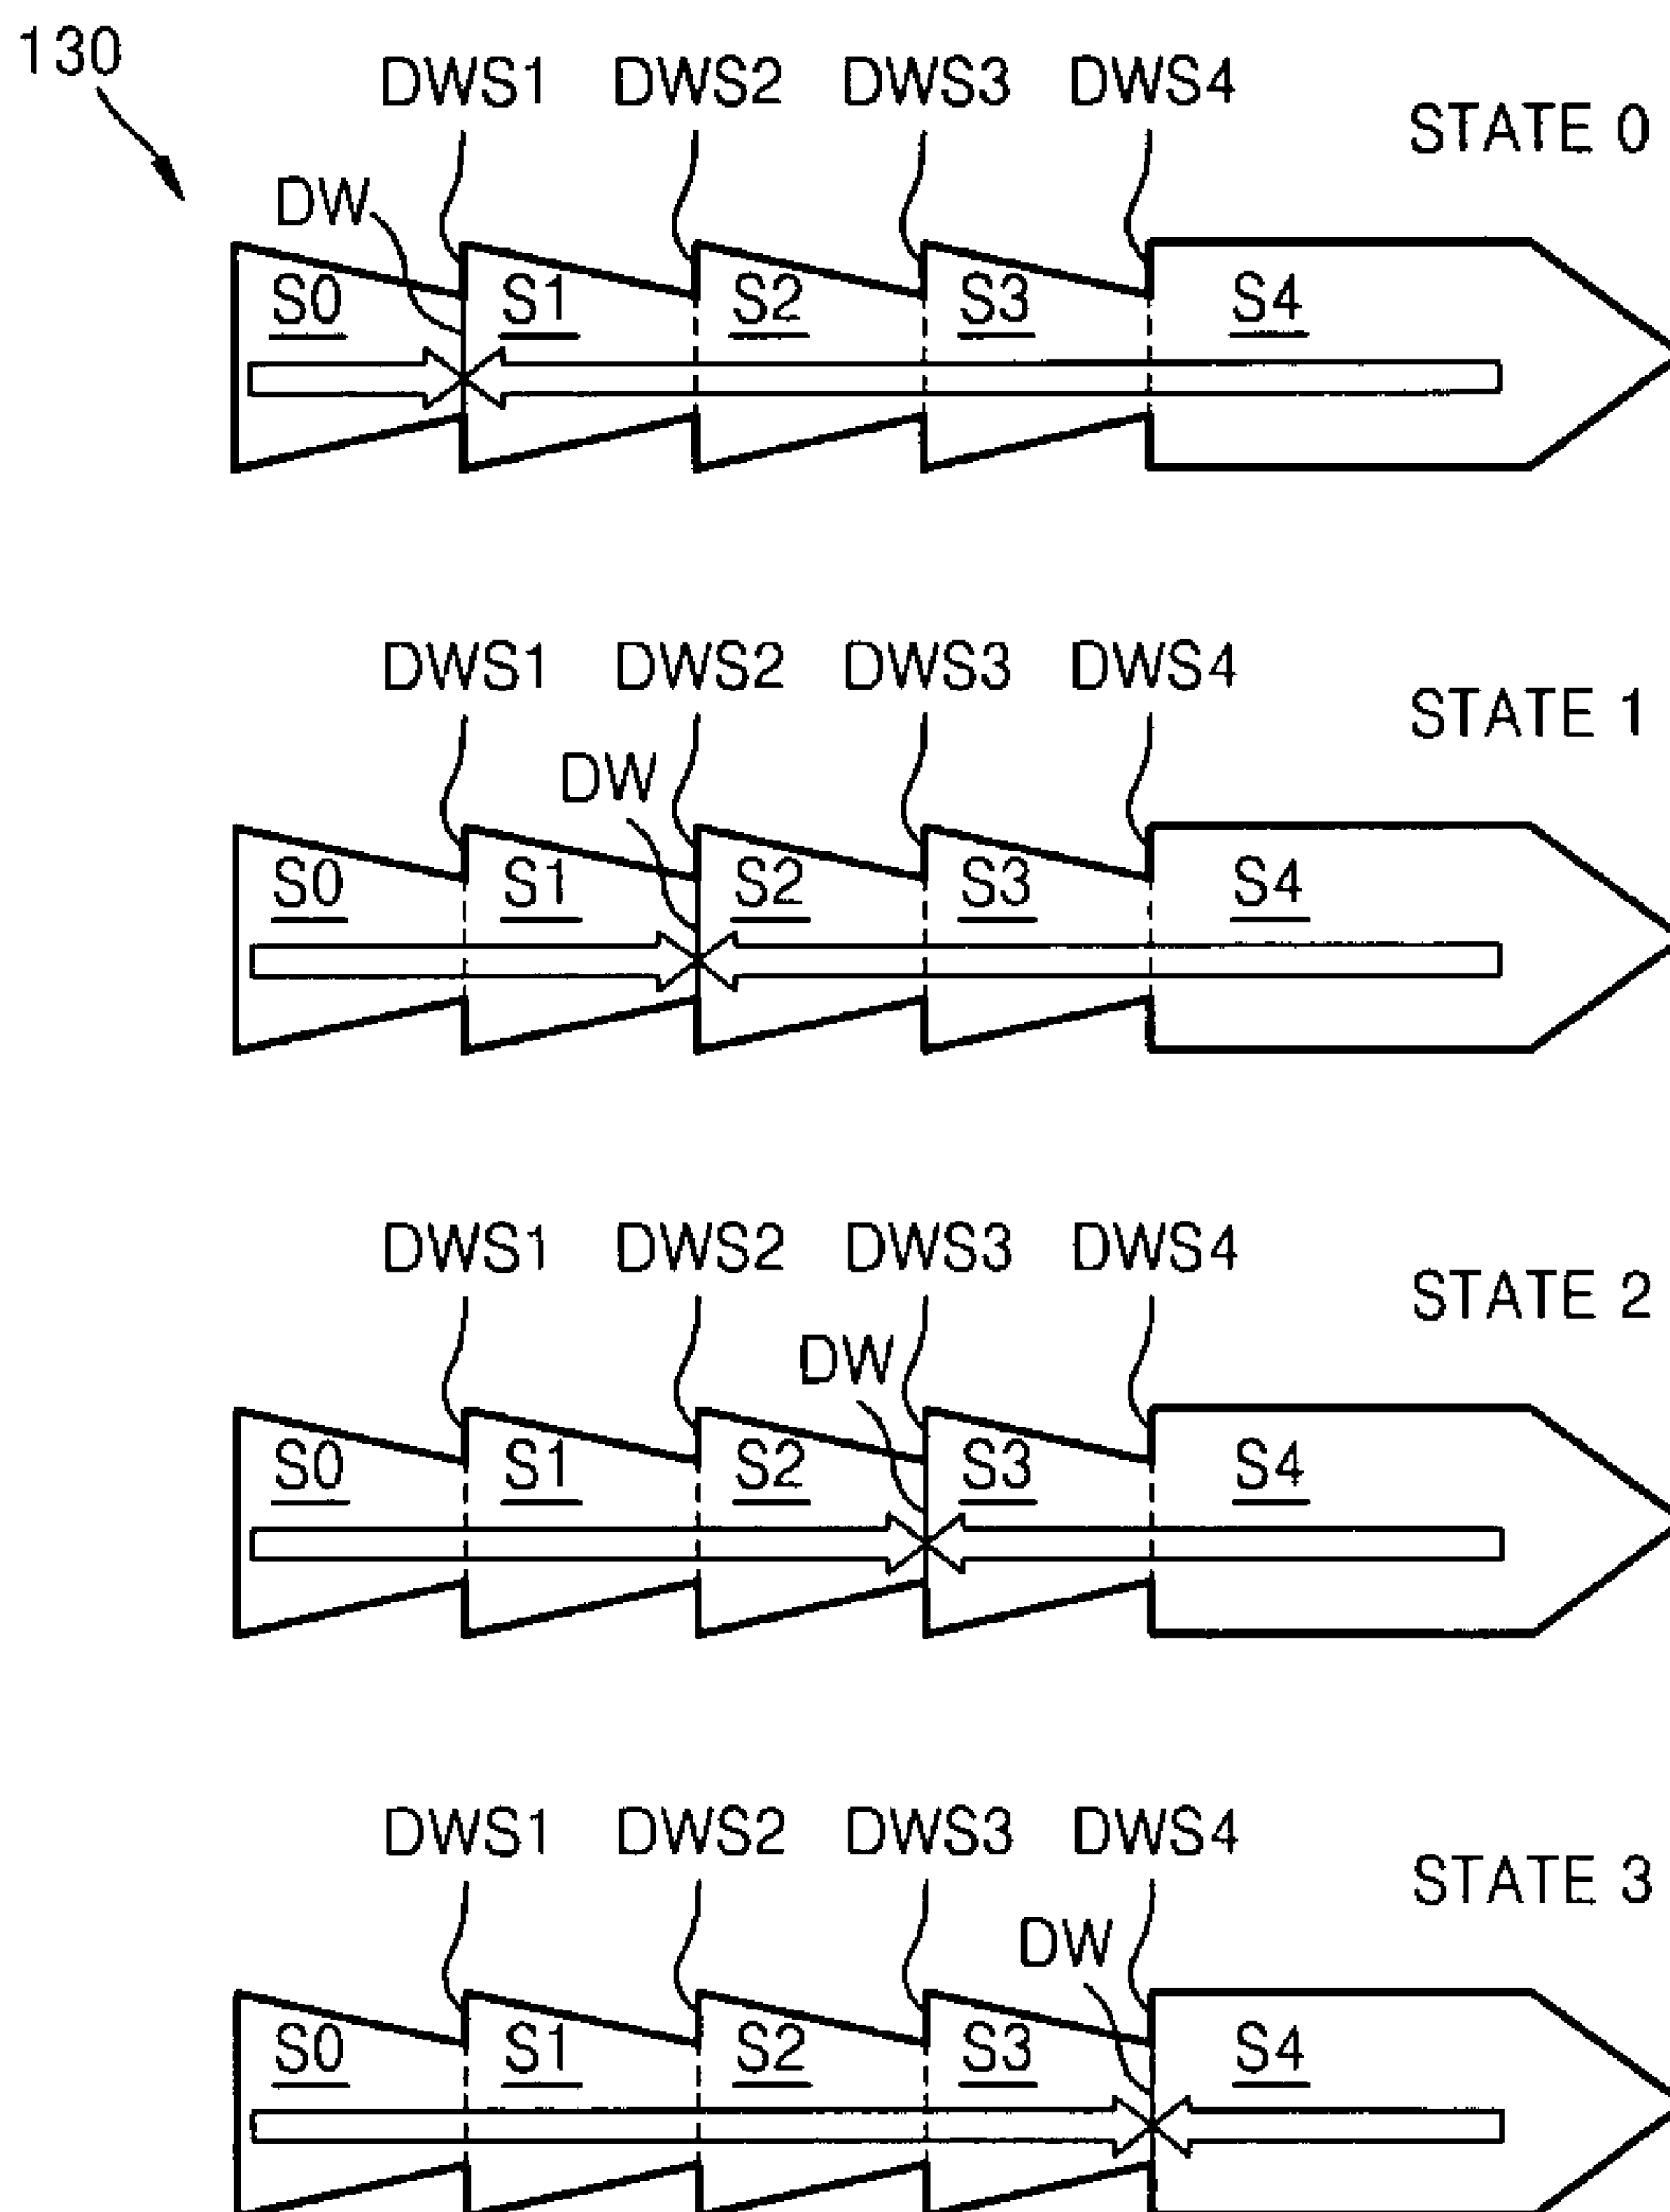 130
DWS1 DWS2 DWS3 DWS4
STATE 0
DW
S0 S1 S2 S3 S4
DWS1 DWS2 DWS3 DWS4
STATE 1
DW
S0 S1 S2 S3 S4
DWS1 DWS2 DWS3 DWS4
STATE 2
DW
S0 S1 S2 S3 S4
DWS1 DWS2 DWS3 DWS4
STATE 3
DW
S0 S1 S2 S3 S4